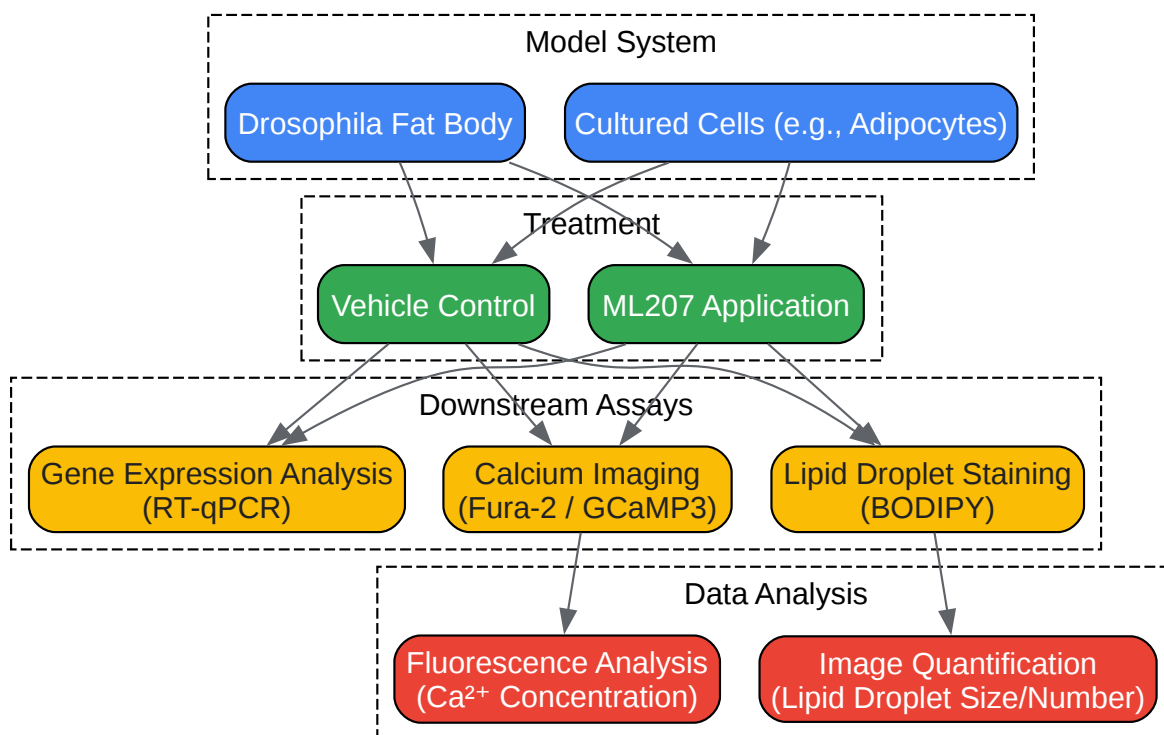 Model System
Drosophila Fat Body
Cultured Cells (e.g., Adipocytes)
Treatment
Vehicle Control
ML207 Application
Downstream Assays
Gene Expression Analysis
(RT-qPCR)
Calcium Imaging
(Fura-2 / GCaMP3)
Lipid Droplet Staining
(BODIPY)
Data Analysis
Fluorescence Analysis
(Ca²⁺ Concentration)
Image Quantification
(Lipid Droplet Size/Number)